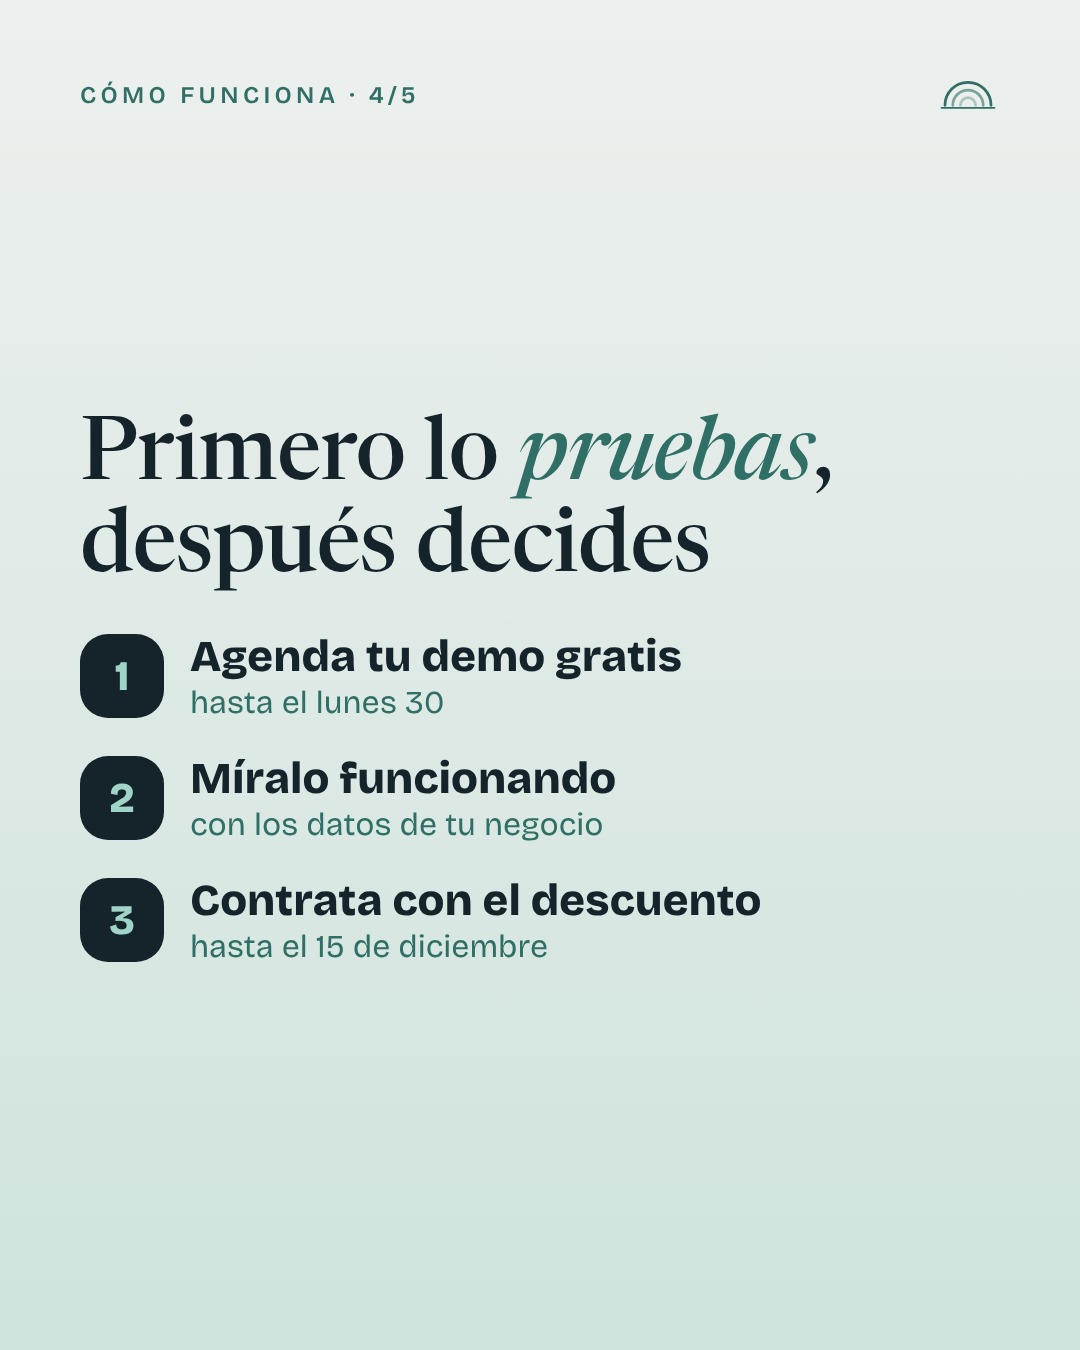 CÓMO FUNCIONA · 4/5
Primero lo pruebas,
después decides
1
Agenda tu demo gratis
hasta el lunes 30
2
Míralo funcionando
con los datos de tu negocio
3
Contrata con el descuento
hasta el 15 de diciembre